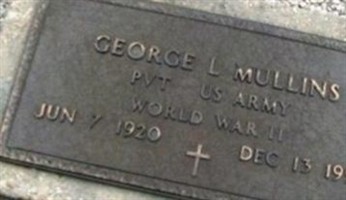 GEORGE L MULLINS
PVT US ARMY
WORLD WAR II
JUN 7 1920 DEC 13